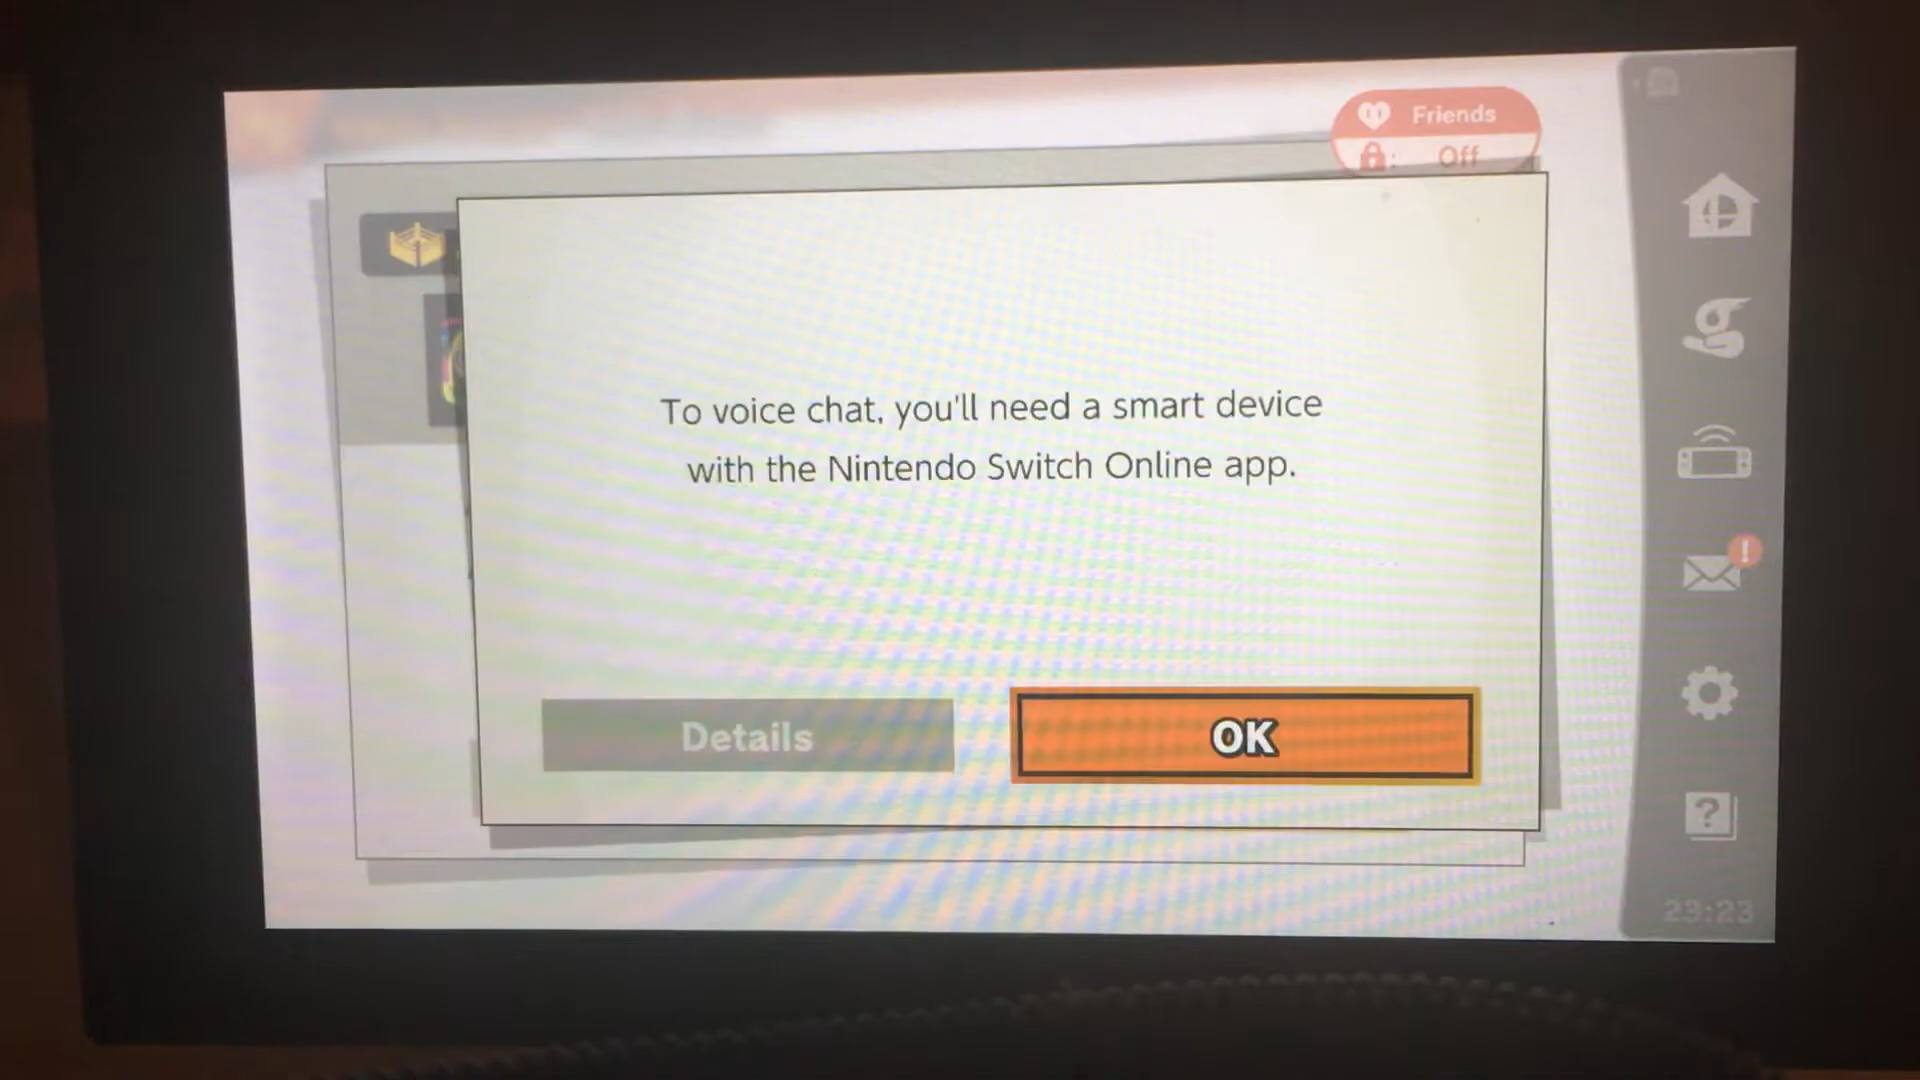 Friends
: Off
To voice chat, you'll need a smart device
with the Nintendo Switch Online app.
Details
OK
23:23